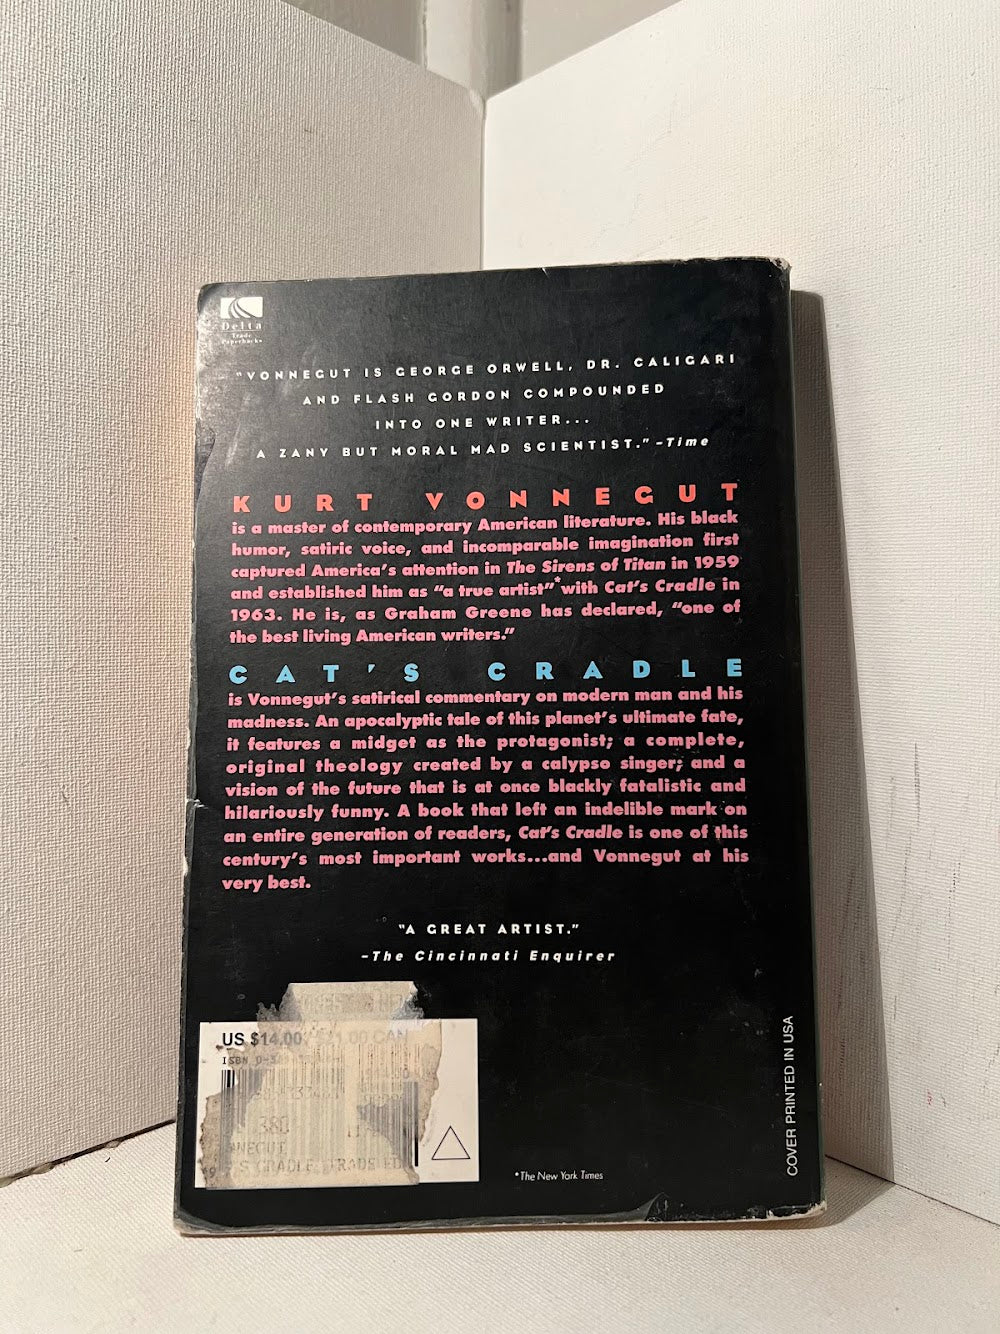 Delta
Trade
Paperbacks
"VONNEGUT IS GEORGE ORWELL, DR. CALIGARI
AND FLASH GORDON COMPOUNDED
INTO ONE WRITER...
A ZANY BUT MORAL MAD SCIENTIST." –Time
KURT VONNEGUT
is a master of contemporary American literature. His black
humor, satiric voice, and incomparable imagination first
captured America's attention in The Sirens of Titan in 1959
and established him as "a true artist"* with Cat's Cradle in
1963. He is, as Graham Greene has declared, "one of
the best living American writers."
CAT'S CRADLE
is Vonnegut's satirical commentary on modern man and his
madness. An apocalyptic tale of this planet's ultimate fate,
it features a midget as the protagonist; a complete,
original theology created by a calypso singer; and a
vision of the future that is at once blackly fatalistic and
hilariously funny. A book that left an indelible mark on
an entire generation of readers, Cat's Cradle is one of this
century's most important works...and Vonnegut at his
very best.
"A GREAT ARTIST."
–The Cincinnati Enquirer
US $14.00
ISBN
*The New York Times
COVER PRINTED IN USA